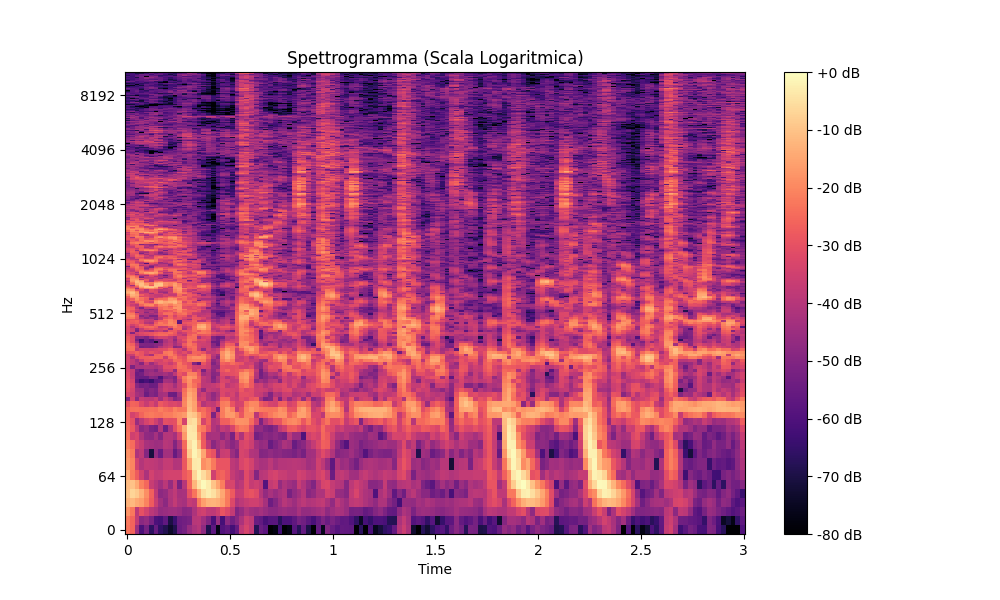 Spettrogramma (Scala Logaritmica)
Hz
8192
4096
2048
1024
512
256
128
64
0
0
0.5
1
1.5
2
2.5
3
Time
+0 dB
-10 dB
-20 dB
-30 dB
-40 dB
-50 dB
-60 dB
-70 dB
-80 dB